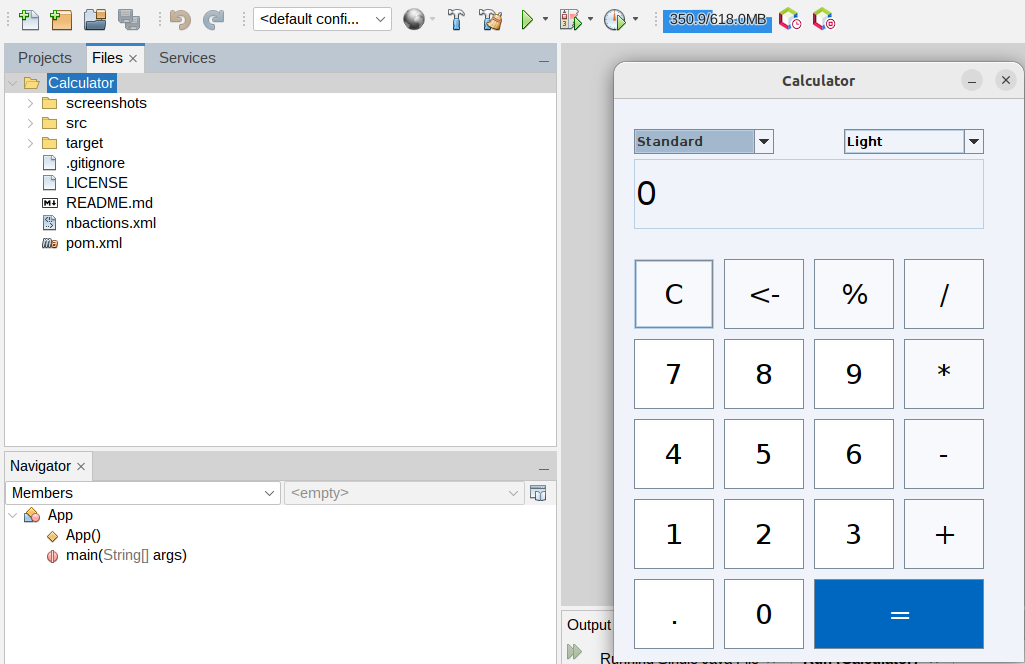 <default confi...
350.9/618.0MB
Projects
Files
Services
Calculator
screenshots
src
target
.gitignore
LICENSE
README.md
nbactions.xml
pom.xml
Navigator
Members
<empty>
App
App()
main(String[] args)
Output
Calculator
Standard
Light
0
C
<-
%
/
7
8
9
*
4
5
6
-
1
2
3
+
.
0
=